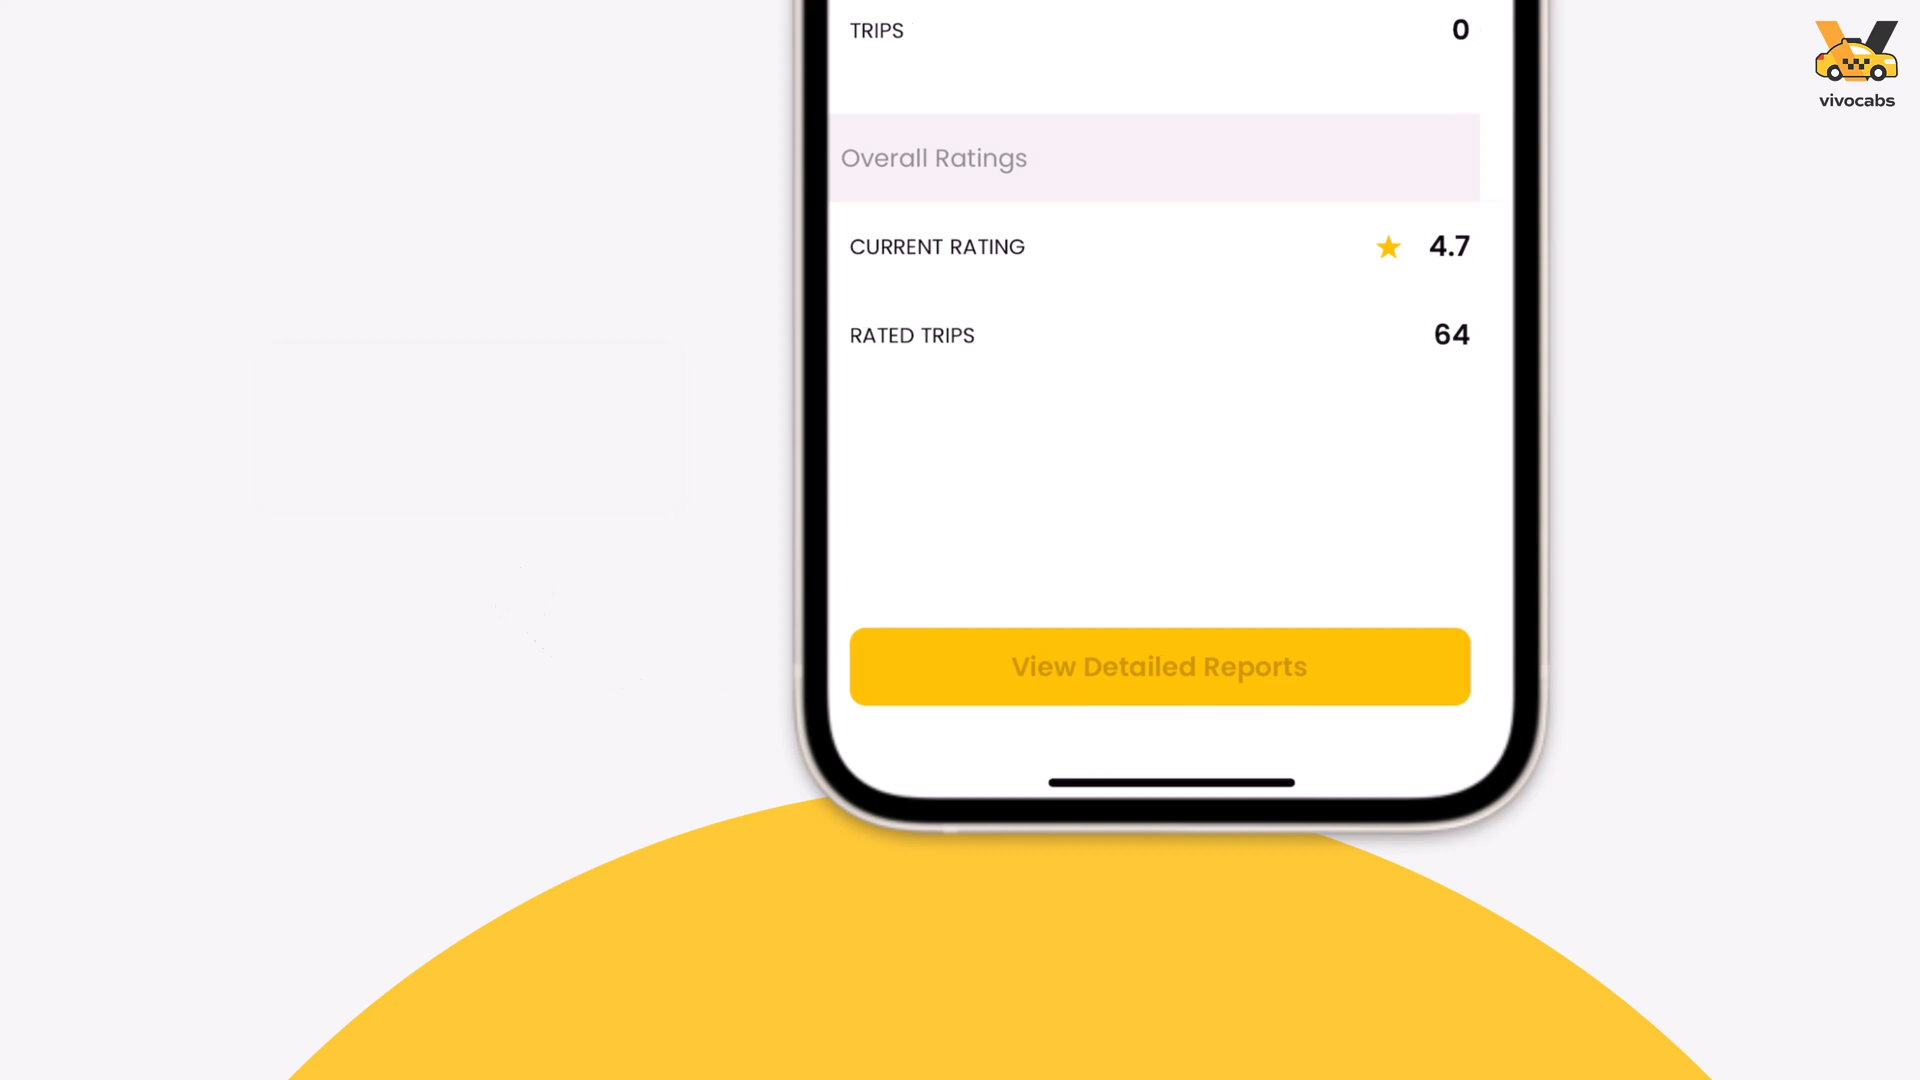 TRIPS 0
vivocabs
Overall Ratings
CURRENT RATING 4.7
RATED TRIPS 64
View Detailed Reports